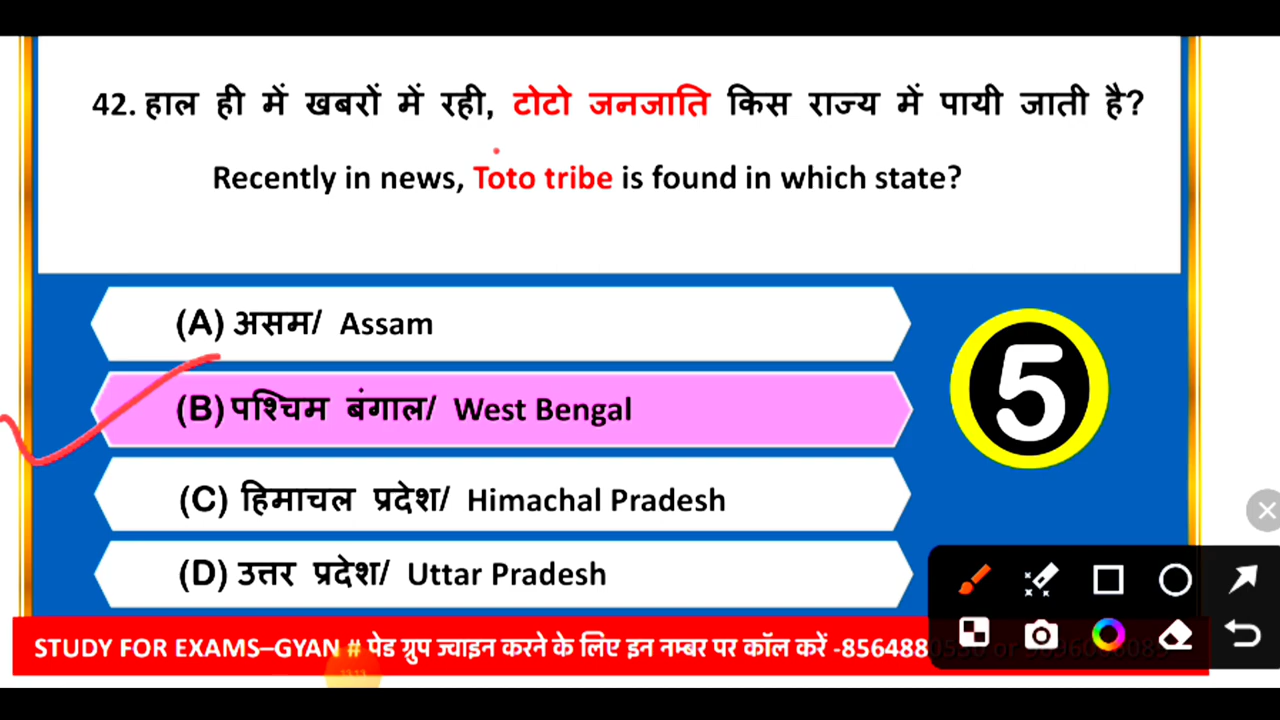 42. हाल ही में खबरों में रही, टोटो जनजाति किस राज्य में पायी जाती है?
Recently in news, Toto tribe is found in which state?
(A) असम/ Assam
(B) पश्चिम बंगाल/ West Bengal
5
(C) हिमाचल प्रदेश/ Himachal Pradesh
(D) उत्तर प्रदेश/ Uttar Pradesh
STUDY FOR EXAMS–GYAN # पेड ग्रुप ज्वाइन करने के लिए इन नम्बर पर कॉल करें